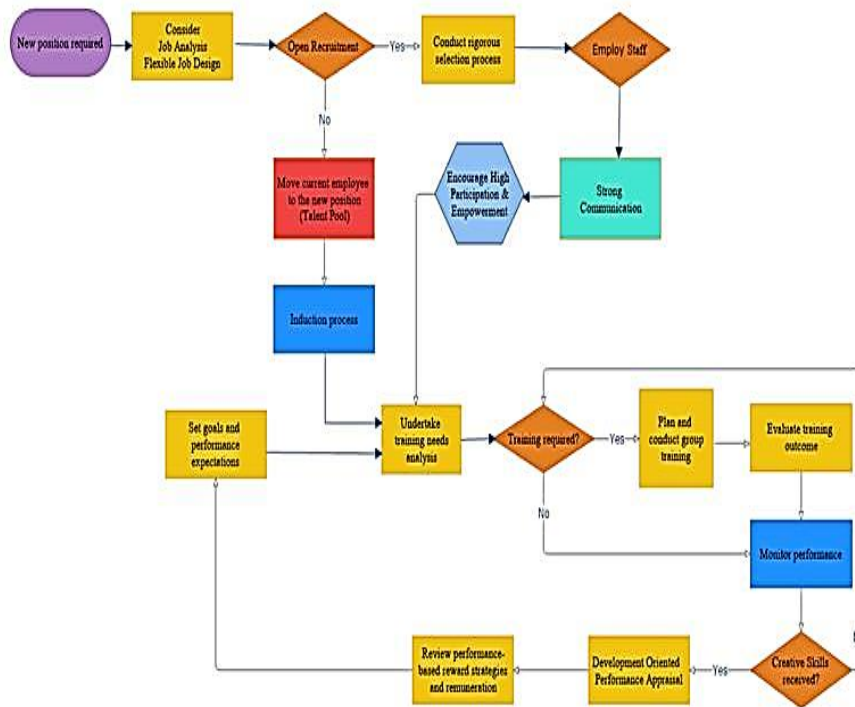 New position required
Consider
Job Analysis
Flexible Job Design
Open Recruitment
Yes
Conduct rigorous
selection process
Employ Staff
No
Move current employee
to the new position
(Talent Pool)
Encourage High
Participation &
Empowerment
Strong
Communication
Induction process
Set goals and
performance
expectations
Undertake
training needs
analysis
Training required?
Yes
Plan and
conduct group
training
Evaluate training
outcome
No
Monitor performance
Review performance-
based reward strategies
and remuneration
Development Oriented
Performance Appraisal
Yes
Creative Skills
received?